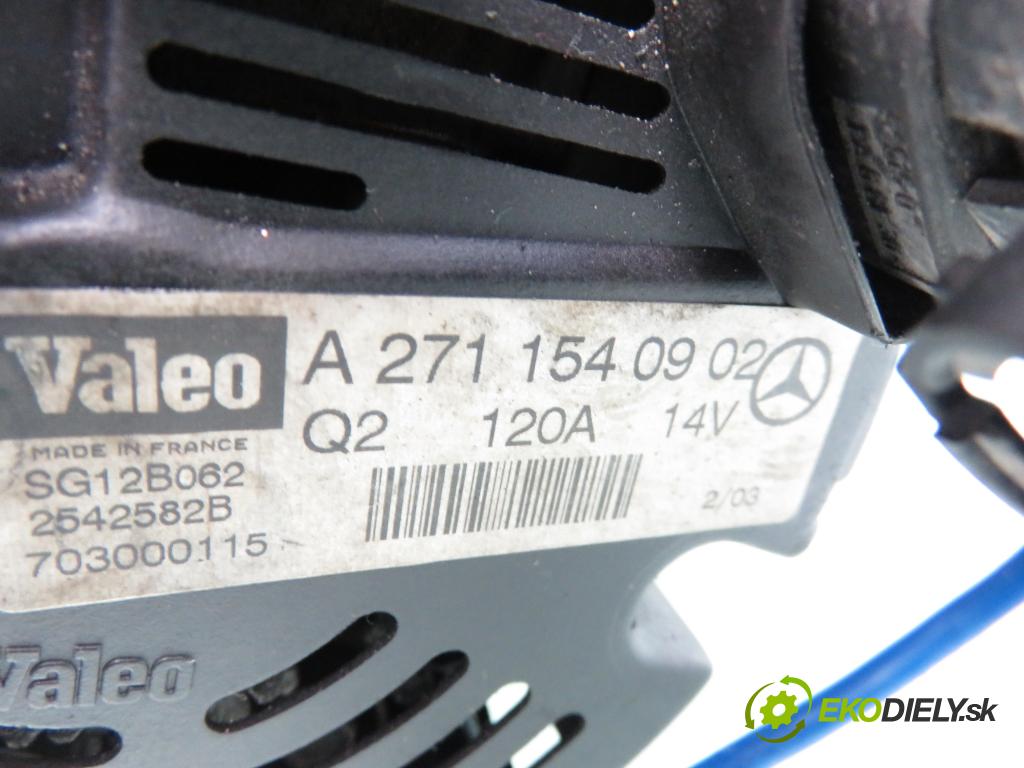 Valeo
A 271 154 09 02
Q2 120A 14V
MADE IN FRANCE
SG12B062
2542582B
703000115
2/03
Valeo
EKODIELY.sk